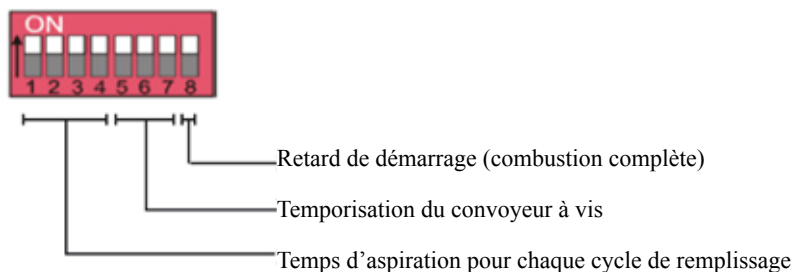 ON
1 2 3 4 5 6 7 8
Retard de démarrage (combustion complète)
Temporisation du convoyeur à vis
Temps d’aspiration pour chaque cycle de remplissage